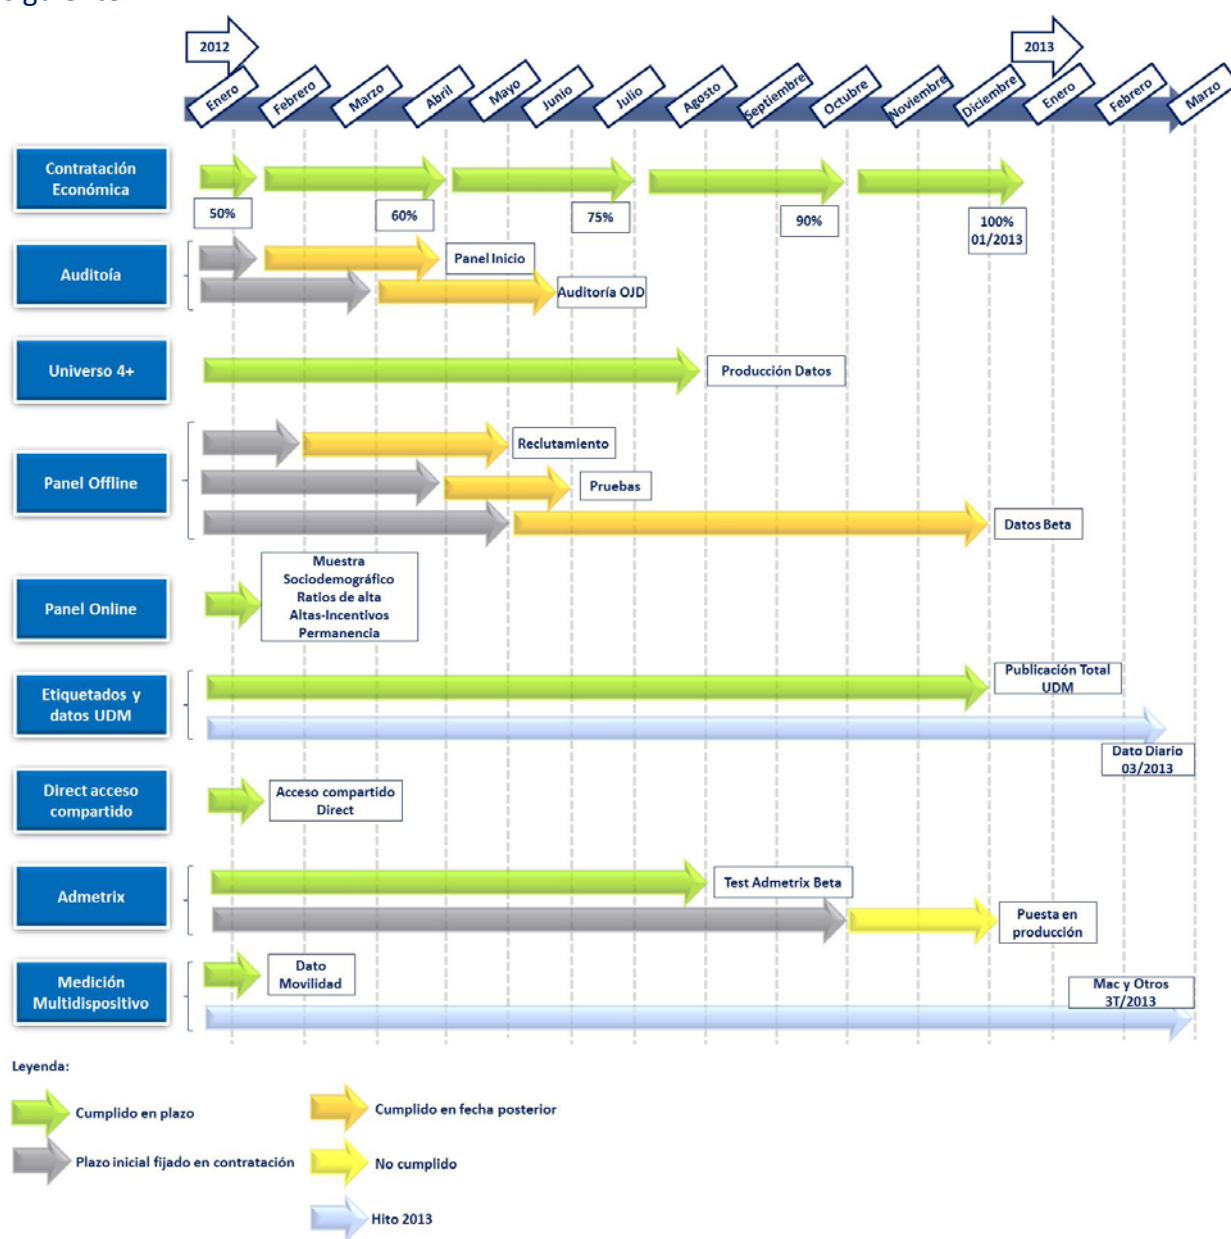 siguiente
2012
2013
Enero
Febrero
Marzo
Abril
Mayo
Junio
Julio
Agosto
Septiembre
Octubre
Noviembre
Diciembre
Enero
Febrero
Marzo
Contratación
Económica
50%
60%
75%
90%
100%
01/2013
Auditoía
Panel Inicio
Auditoría OJD
Universo 4+
Producción Datos
Panel Offline
Reclutamiento
Pruebas
Datos Beta
Panel Online
Muestra
Sociodemográfico
Ratios de alta
Altas-Incentivos
Permanencia
Etiquetados y
datos UDM
Publicación Total
UDM
Dato Diario
03/2013
Direct acceso
compartido
Acceso compartido
Direct
Admetrix
Test Admetrix Beta
Puesta en
producción
Medición
Multidispositivo
Dato
Movilidad
Mac y Otros
3T/2013
Leyenda:
Cumplido en plazo
Cumplido en fecha posterior
Plazo inicial fijado en contratación
No cumplido
Hito 2013